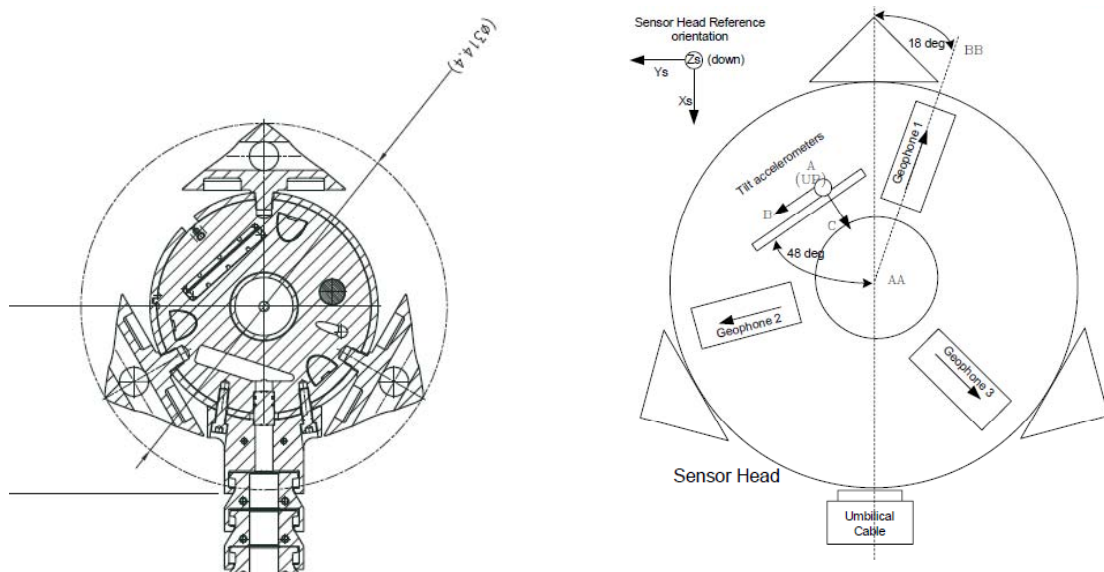 (ø314.4)
Sensor Head Reference
orientation
Zs (down)
Ys
Xs
18 deg
BB
Geophone 1
Tilt accelerometers
A
(UP)
B
C
48 deg
AA
Geophone 2
Geophone 3
Sensor Head
Umbilical
Cable